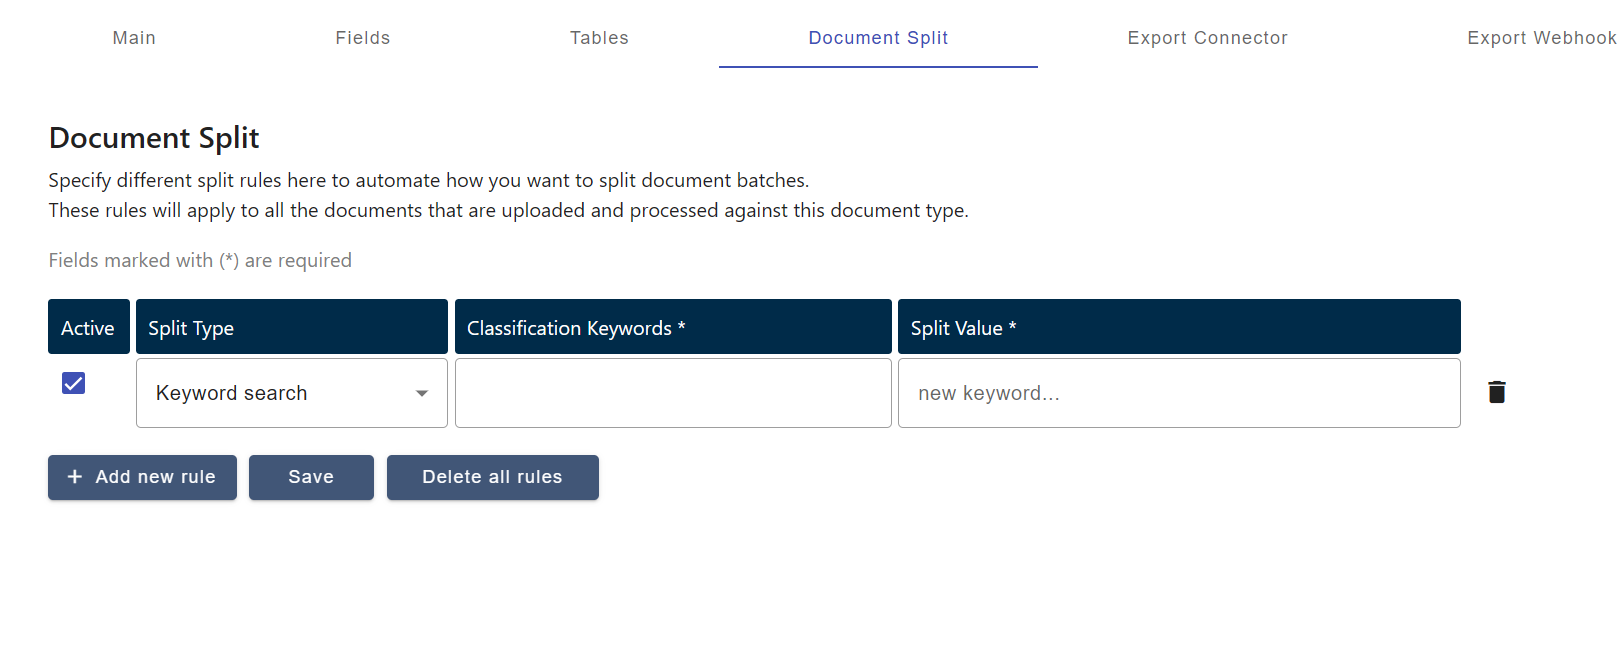 Main Fields Tables Document Split Export Connector Export Webhook
Document Split
Specify different split rules here to automate how you want to split document batches.
These rules will apply to all the documents that are uploaded and processed against this document type.
Fields marked with (*) are required
Active Split Type Classification Keywords * Split Value *
Keyword search new keyword...
+ Add new rule Save Delete all rules